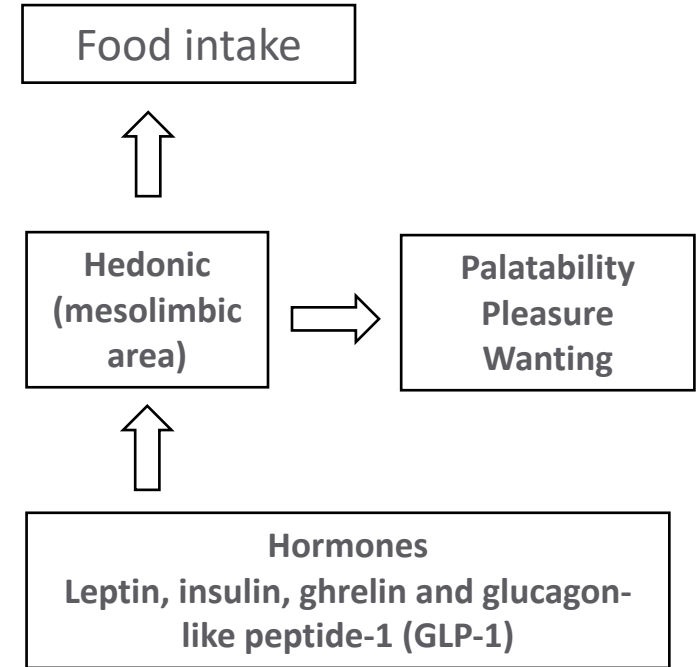 Food intake
Hedonic
(mesolimbic
area)
Palatability
Pleasure
Wanting
Hormones
Leptin, insulin, ghrelin and glucagon-
like peptide-1 (GLP-1)